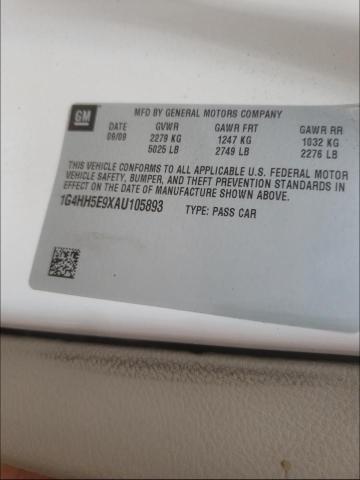 GM
MFD BY GENERAL MOTORS COMPANY
DATE GVWR GAWR FRT GAWR RR
09/09 2279 KG 1247 KG 1032 KG
5025 LB 2749 LB 2276 LB
THIS VEHICLE CONFORMS TO ALL APPLICABLE U.S. FEDERAL MOTOR
VEHICLE SAFETY, BUMPER, AND THEFT PREVENTION STANDARDS IN
EFFECT ON THE DATE OF MANUFACTURE SHOWN ABOVE.
1G4HH5E9XAU105893 TYPE: PASS CAR